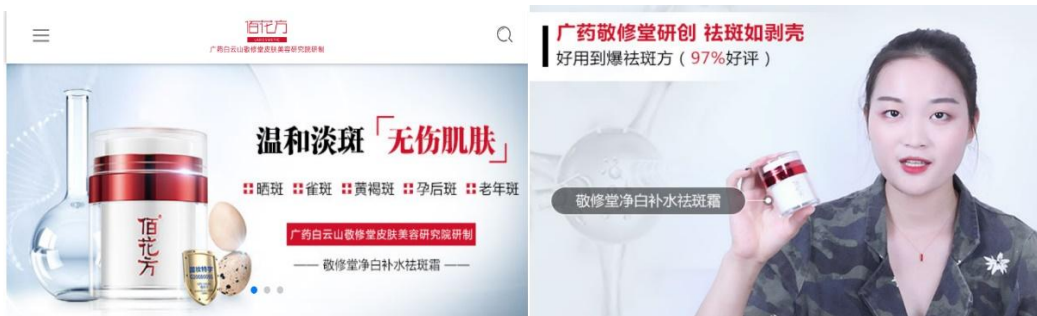 佰花方
广药白云山敬修堂皮肤美容研究院研制
温和淡斑「无伤肌肤」
晒斑 雀斑 黄褐斑 孕后斑 老年斑
广药白云山敬修堂皮肤美容研究院研制
敬修堂净白补水祛斑霜
佰花方
国妆特字
广药敬修堂研创 祛斑如剥壳
好用到爆祛斑方（97%好评）
敬修堂净白补水祛斑霜